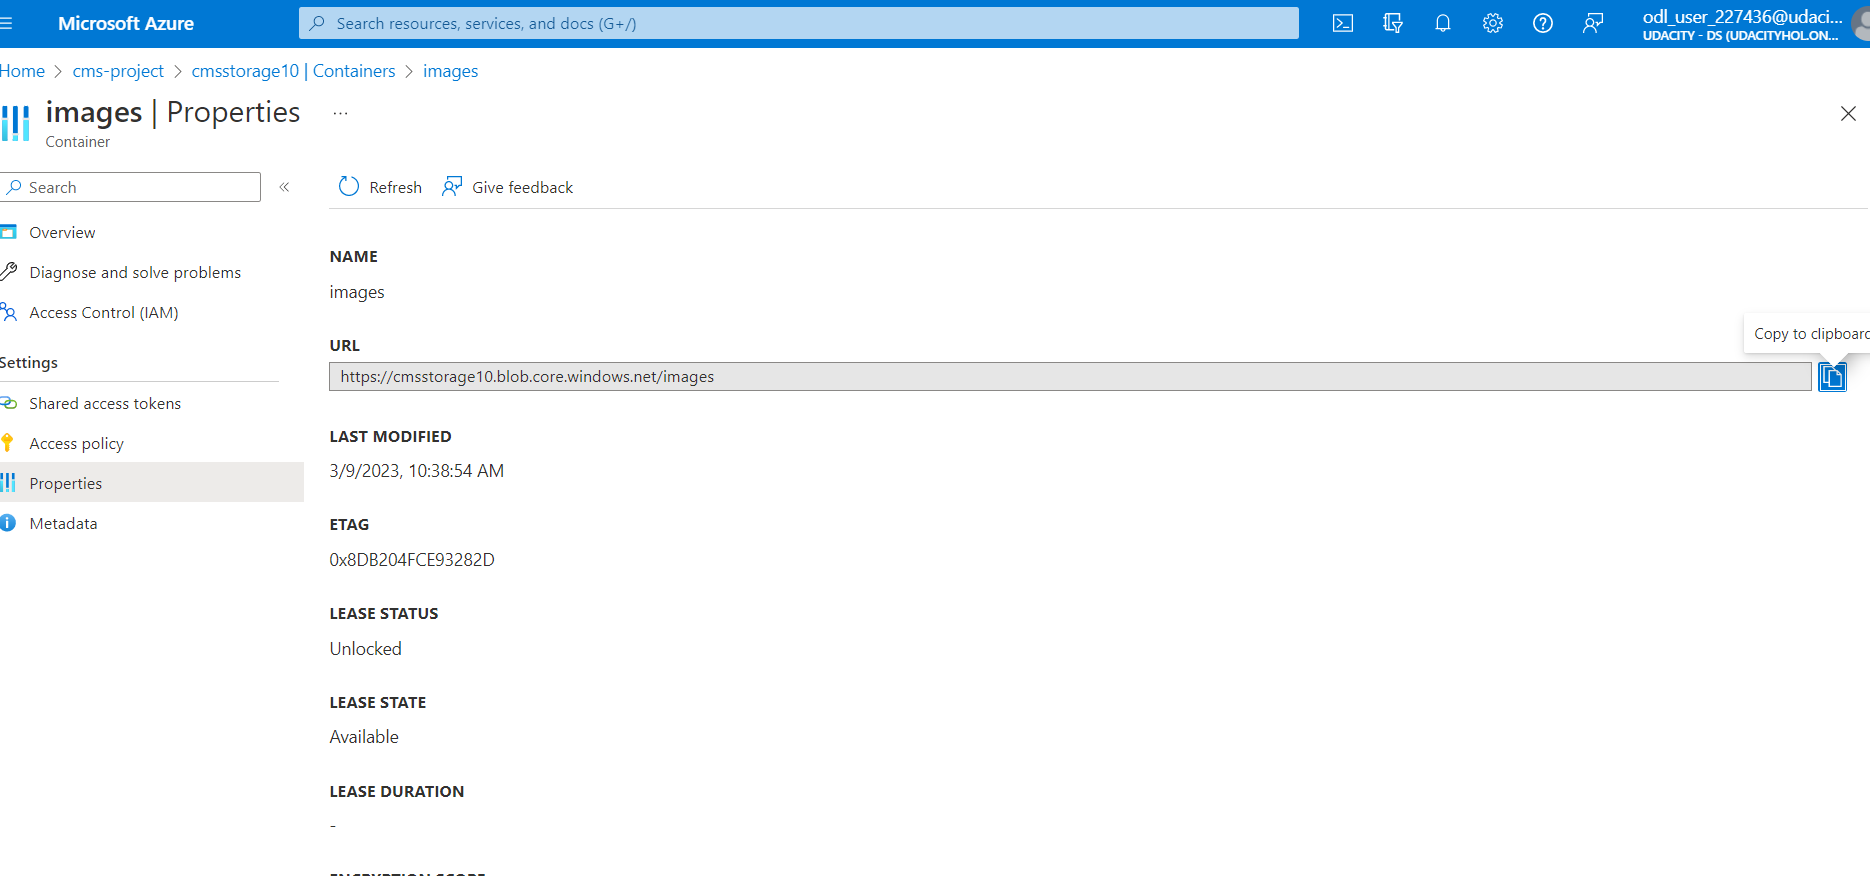 Microsoft Azure
Search resources, services, and docs (G+/)
odl_user_227436@udaci...
UDACITY - DS (UDACITYHOL.ON...
Home > cms-project > cmsstorage10 | Containers > images
images | Properties ...
Container
Search
«
Refresh
Give feedback
Overview
Diagnose and solve problems
Access Control (IAM)
Settings
Shared access tokens
Access policy
Properties
Metadata
NAME
images
URL
Copy to clipboard
https://cmsstorage10.blob.core.windows.net/images
LAST MODIFIED
3/9/2023, 10:38:54 AM
ETAG
0x8DB204FCE93282D
LEASE STATUS
Unlocked
LEASE STATE
Available
LEASE DURATION
-
ENCRYPTION SCOPE